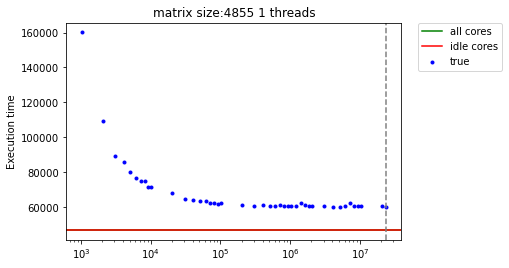 matrix size:4855 1 threads
160000
140000
120000
100000
80000
60000
Execution time
10³
10⁴
10⁵
10⁶
10⁷
all cores
idle cores
true